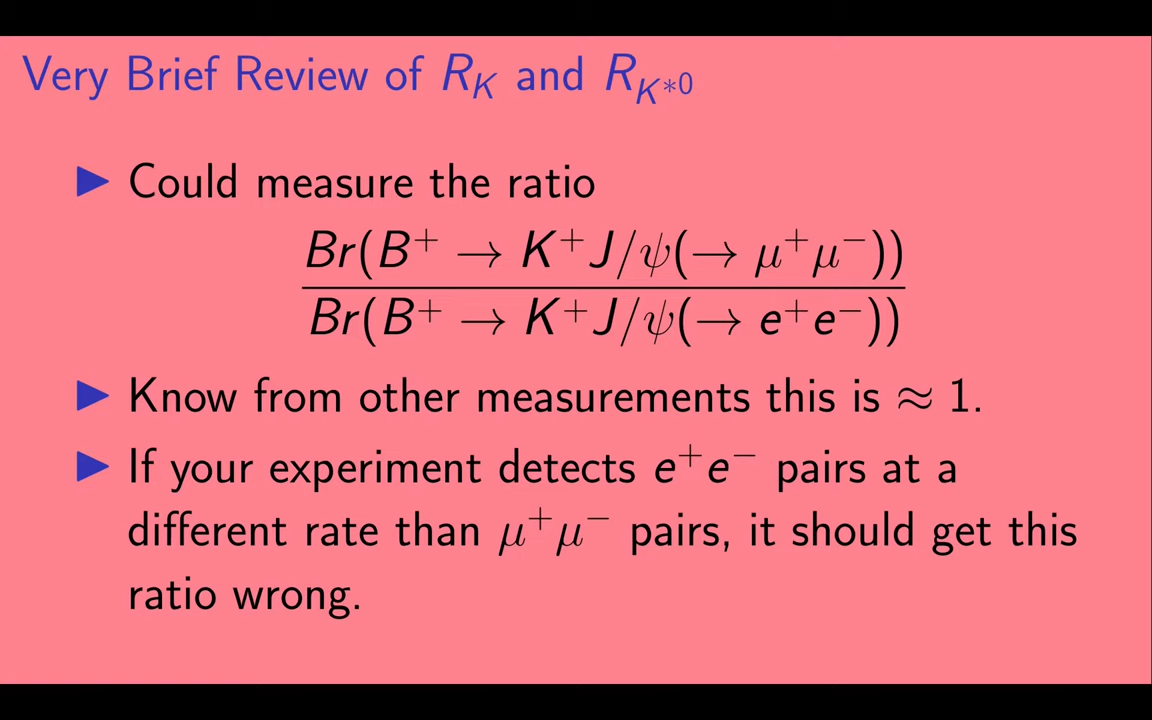 Very Brief Review of R_K and R_{K^{*0}}
▶ Could measure the ratio
Br(B⁺ → K⁺J/ψ(→ μ⁺μ⁻))
Br(B⁺ → K⁺J/ψ(→ e⁺e⁻))
▶ Know from other measurements this is ≈ 1.
▶ If your experiment detects e⁺e⁻ pairs at a
different rate than μ⁺μ⁻ pairs, it should get this
ratio wrong.